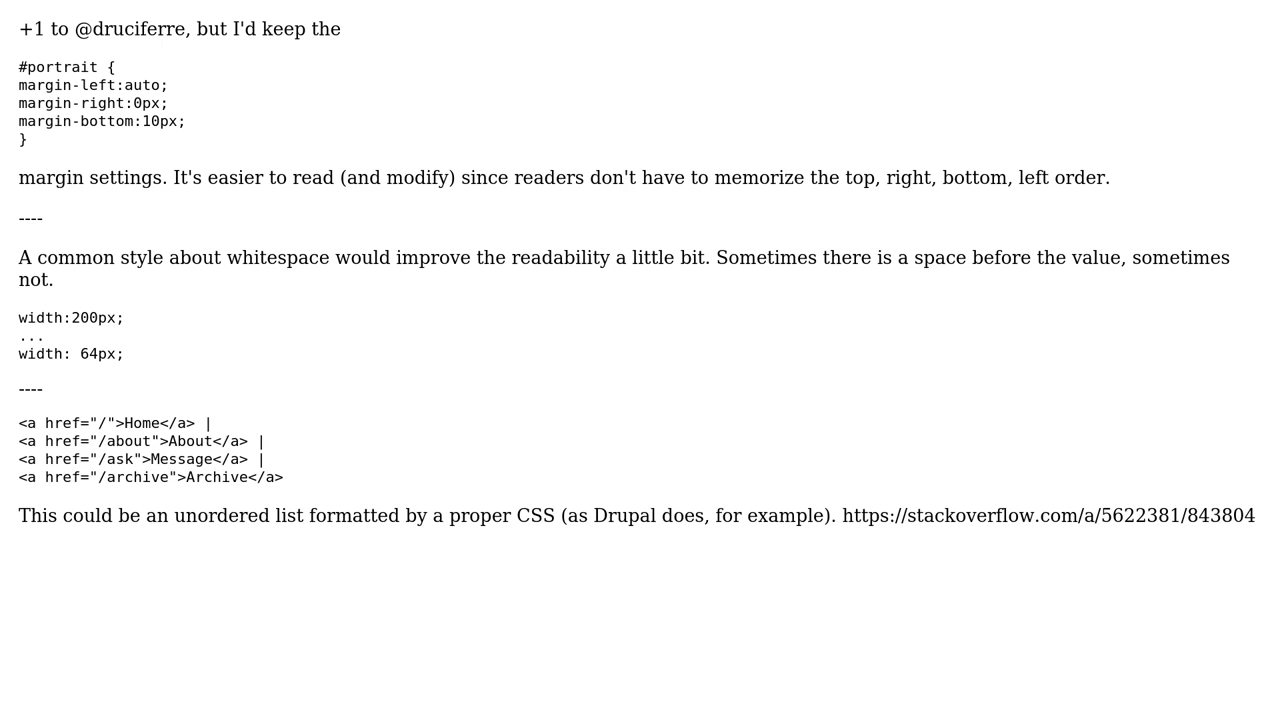 +1 to @druciferre, but I'd keep the
#portrait {
margin-left:auto;
margin-right:0px;
margin-bottom:10px;
}
margin settings. It's easier to read (and modify) since readers don't have to memorize the top, right, bottom, left order.
----
A common style about whitespace would improve the readability a little bit. Sometimes there is a space before the value, sometimes
not.
width:200px;
...
width: 64px;
----
<a href="/">Home</a> |
<a href="/about">About</a> |
<a href="/ask">Message</a> |
<a href="/archive">Archive</a>
This could be an unordered list formatted by a proper CSS (as Drupal does, for example). https://stackoverflow.com/a/5622381/843804